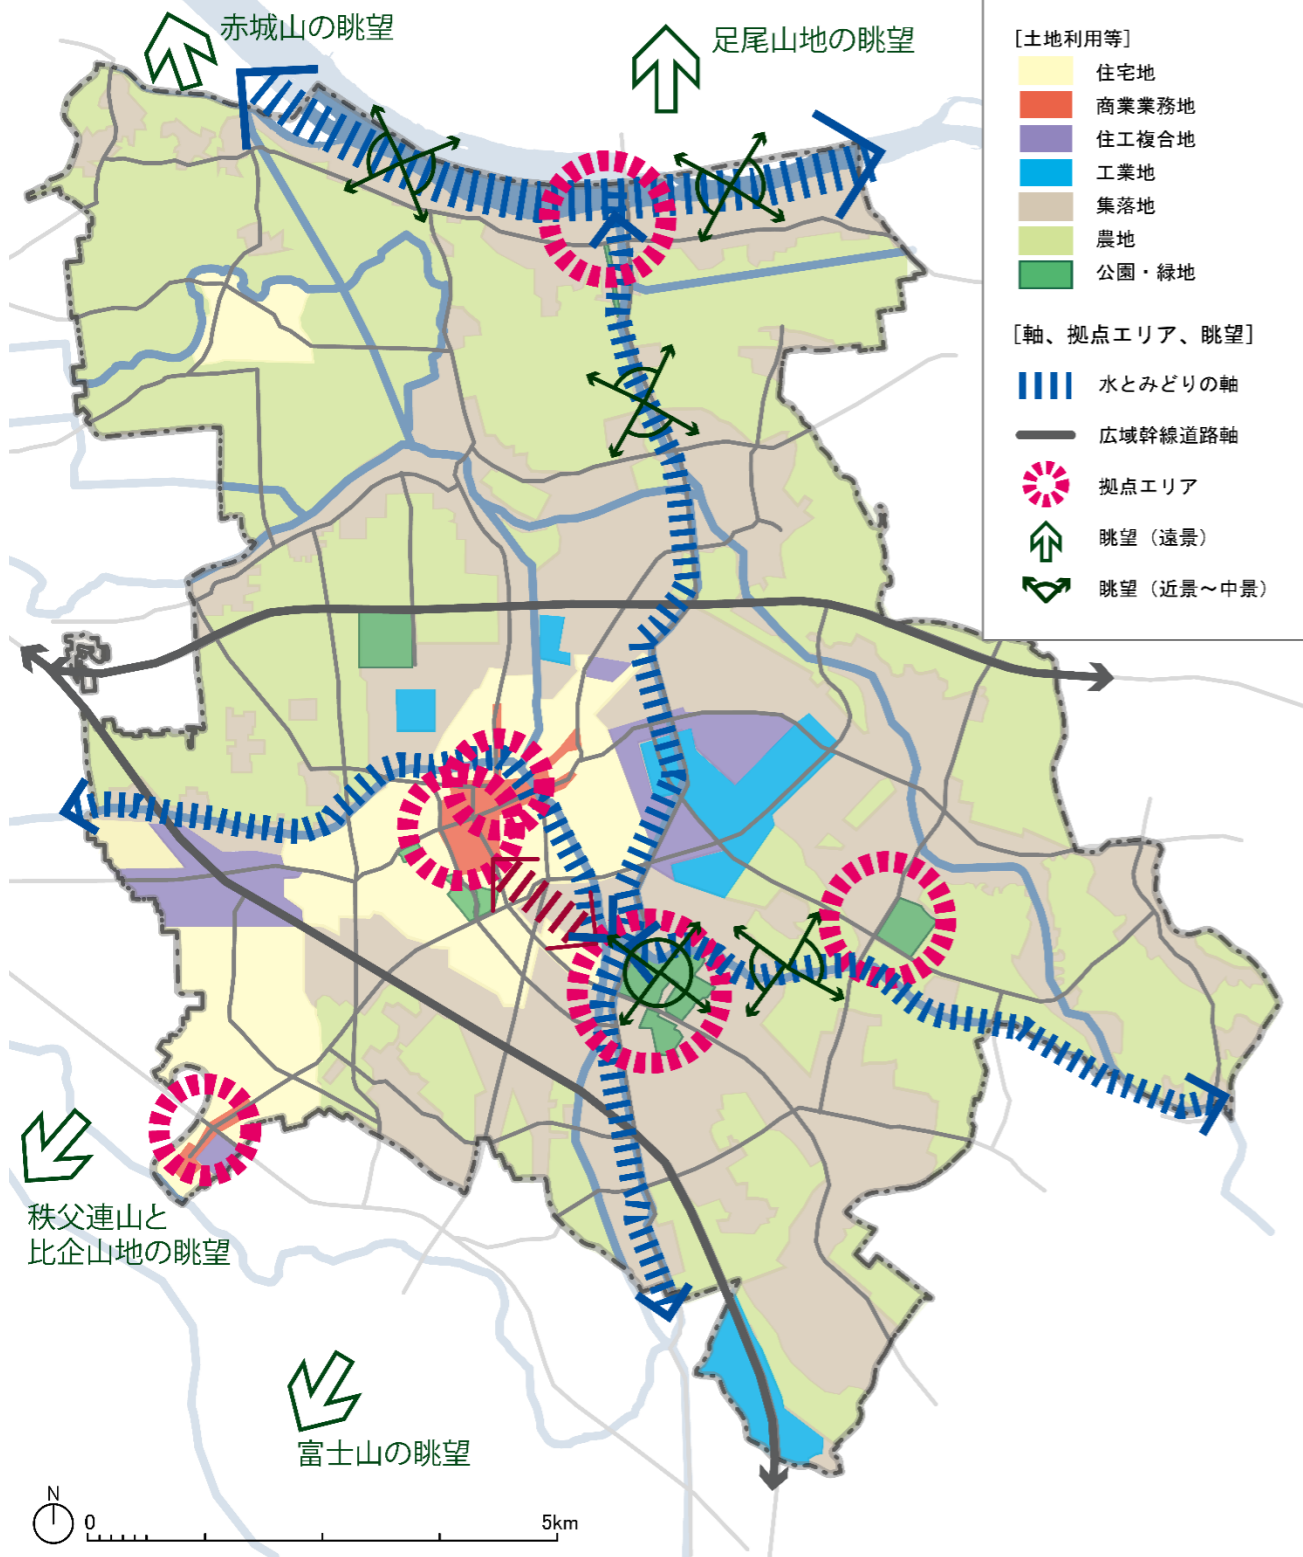 赤城山の眺望
足尾山地の眺望
[土地利用等]
住宅地
商業業務地
住工複合地
工業地
集落地
農地
公園・緑地
[軸、拠点エリア、眺望]
水とみどりの軸
広域幹線道路軸
拠点エリア
眺望（遠景）
眺望（近景～中景）
秩父連山と
比企山地の眺望
富士山の眺望
N
0 5km